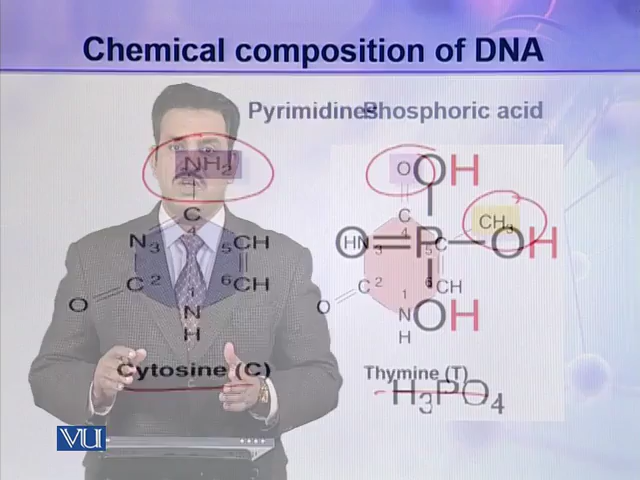 Chemical composition of DNA
Pyrimidines Phosphoric acid
NH2 O OH
C C 4 CH3
N3 4 5CH HN 3 O=P—OH 5C
C 2 6CH C 2 6CH
O 1 O 1
N N OH
H H
Cytosine (C) Thymine (T)
H3PO4
VU